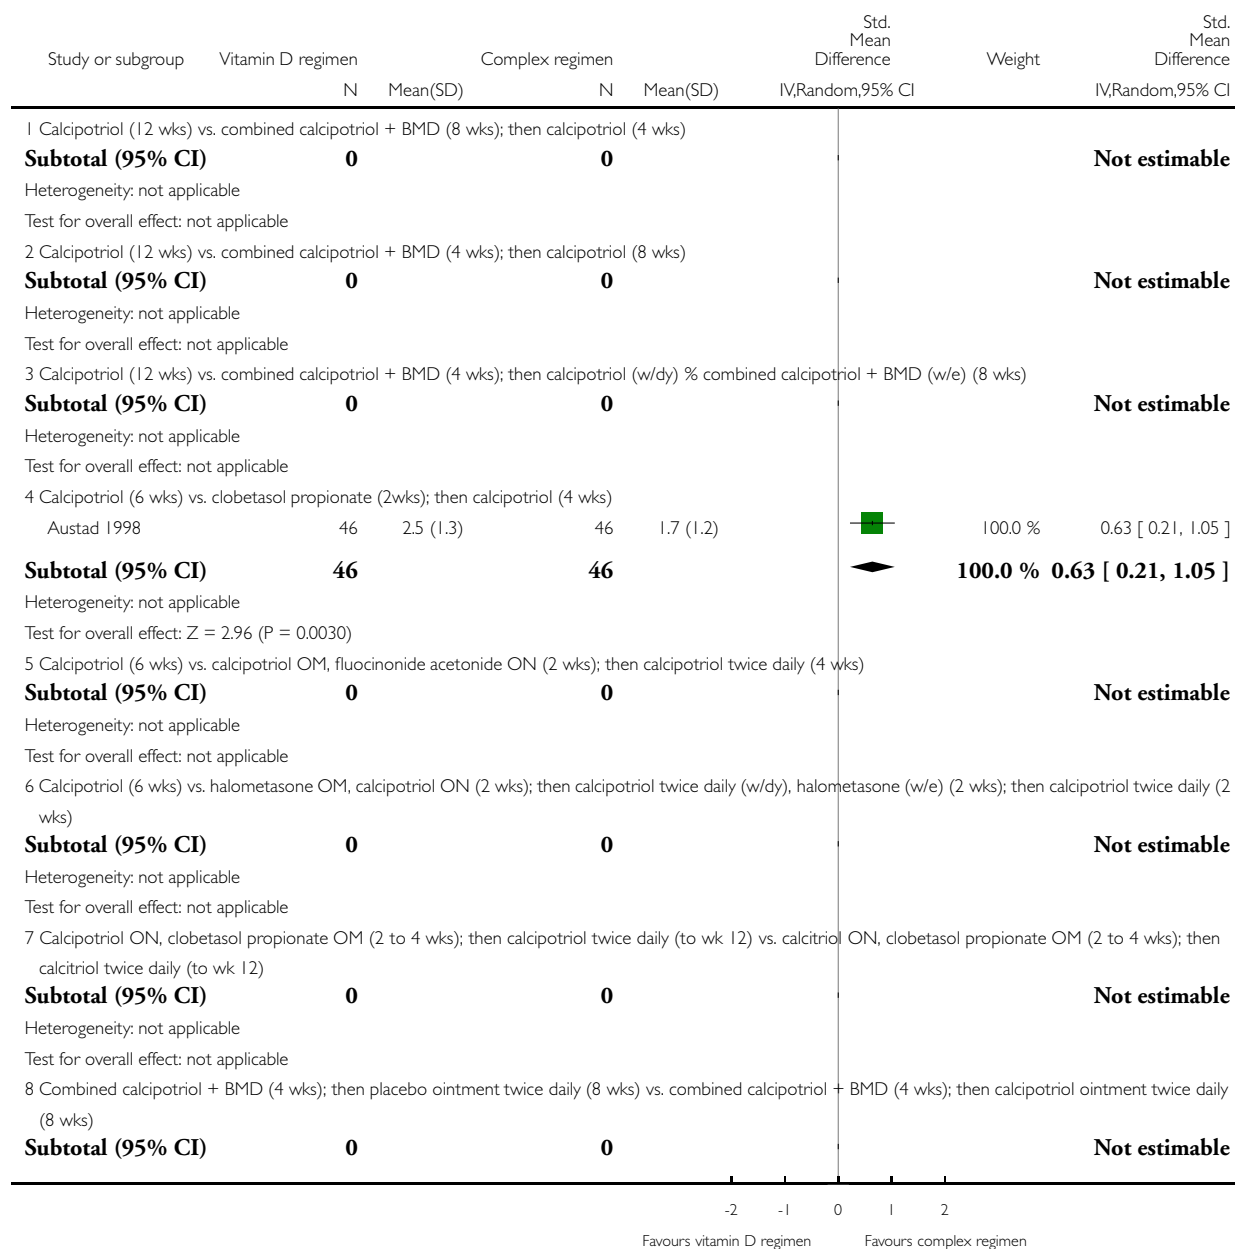 Std. Mean Difference Std. Mean Difference
Study or subgroup Vitamin D regimen Complex regimen Weight
N Mean(SD) N Mean(SD) IV,Random,95% CI IV,Random,95% CI
1 Calcipotriol (12 wks) vs. combined calcipotriol + BMD (8 wks); then calcipotriol (4 wks)
Subtotal (95% CI) 0 0 Not estimable
Heterogeneity: not applicable
Test for overall effect: not applicable
2 Calcipotriol (12 wks) vs. combined calcipotriol + BMD (4 wks); then calcipotriol (8 wks)
Subtotal (95% CI) 0 0 Not estimable
Heterogeneity: not applicable
Test for overall effect: not applicable
3 Calcipotriol (12 wks) vs. combined calcipotriol + BMD (4 wks); then calcipotriol (w/dy) % combined calcipotriol + BMD (w/e) (8 wks)
Subtotal (95% CI) 0 0 Not estimable
Heterogeneity: not applicable
Test for overall effect: not applicable
4 Calcipotriol (6 wks) vs. clobetasol propionate (2wks); then calcipotriol (4 wks)
Austad 1998 46 2.5 (1.3) 46 1.7 (1.2) 100.0 % 0.63 [ 0.21, 1.05 ]
Subtotal (95% CI) 46 46 100.0 % 0.63 [ 0.21, 1.05 ]
Heterogeneity: not applicable
Test for overall effect: Z = 2.96 (P = 0.0030)
5 Calcipotriol (6 wks) vs. calcipotriol OM, fluocinonide acetonide ON (2 wks); then calcipotriol twice daily (4 wks)
Subtotal (95% CI) 0 0 Not estimable
Heterogeneity: not applicable
Test for overall effect: not applicable
6 Calcipotriol (6 wks) vs. halometasone OM, calcipotriol ON (2 wks); then calcipotriol twice daily (w/dy), halometasone (w/e) (2 wks); then calcipotriol twice daily (2
wks)
Subtotal (95% CI) 0 0 Not estimable
Heterogeneity: not applicable
Test for overall effect: not applicable
7 Calcipotriol ON, clobetasol propionate OM (2 to 4 wks); then calcipotriol twice daily (to wk 12) vs. calcitriol ON, clobetasol propionate OM (2 to 4 wks); then
calcitriol twice daily (to wk 12)
Subtotal (95% CI) 0 0 Not estimable
Heterogeneity: not applicable
Test for overall effect: not applicable
8 Combined calcipotriol + BMD (4 wks); then placebo ointment twice daily (8 wks) vs. combined calcipotriol + BMD (4 wks); then calcipotriol ointment twice daily
(8 wks)
Subtotal (95% CI) 0 0 Not estimable
-2 -1 0 1 2
Favours vitamin D regimen Favours complex regimen